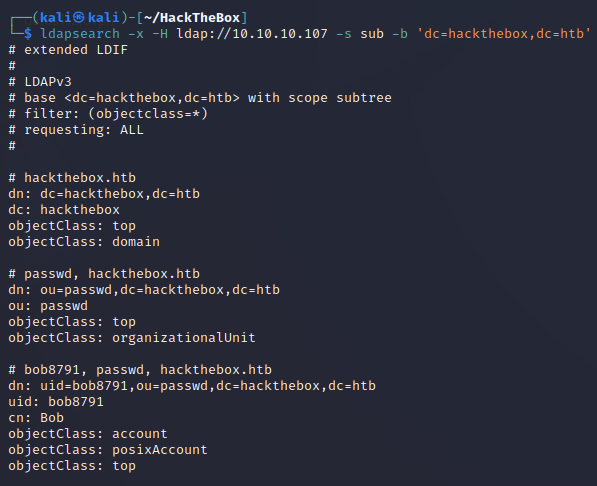 ┌──(kali㉿kali)-[~/HackTheBox]
└─$ ldapsearch -x -H ldap://10.10.10.107 -s sub -b 'dc=hackthebox,dc=htb'
# extended LDIF
#
# LDAPv3
# base <dc=hackthebox,dc=htb> with scope subtree
# filter: (objectclass=*)
# requesting: ALL
#

# hackthebox.htb
dn: dc=hackthebox,dc=htb
dc: hackthebox
objectClass: top
objectClass: domain

# passwd, hackthebox.htb
dn: ou=passwd,dc=hackthebox,dc=htb
ou: passwd
objectClass: top
objectClass: organizationalUnit

# bob8791, passwd, hackthebox.htb
dn: uid=bob8791,ou=passwd,dc=hackthebox,dc=htb
uid: bob8791
cn: Bob
objectClass: account
objectClass: posixAccount
objectClass: top